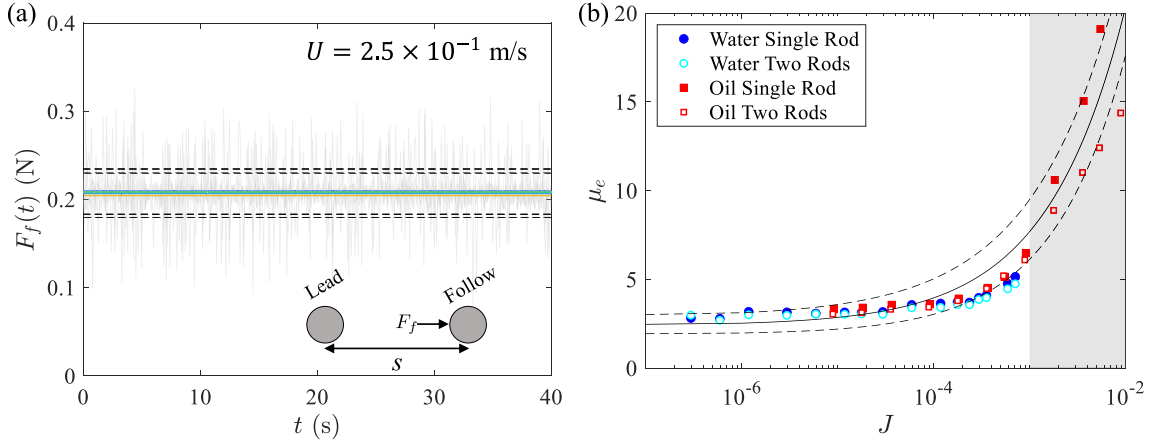 (a)
0.4
0.3
0.2
0.1
0
F_f(t) (N)
U = 2.5 × 10⁻¹ m/s
Lead
Follow
F_f
s
0
10
20
30
40
t (s)
(b)
20
15
10
5
0
μ_e
Water Single Rod
Water Two Rods
Oil Single Rod
Oil Two Rods
10⁻⁶
10⁻⁴
10⁻²
J